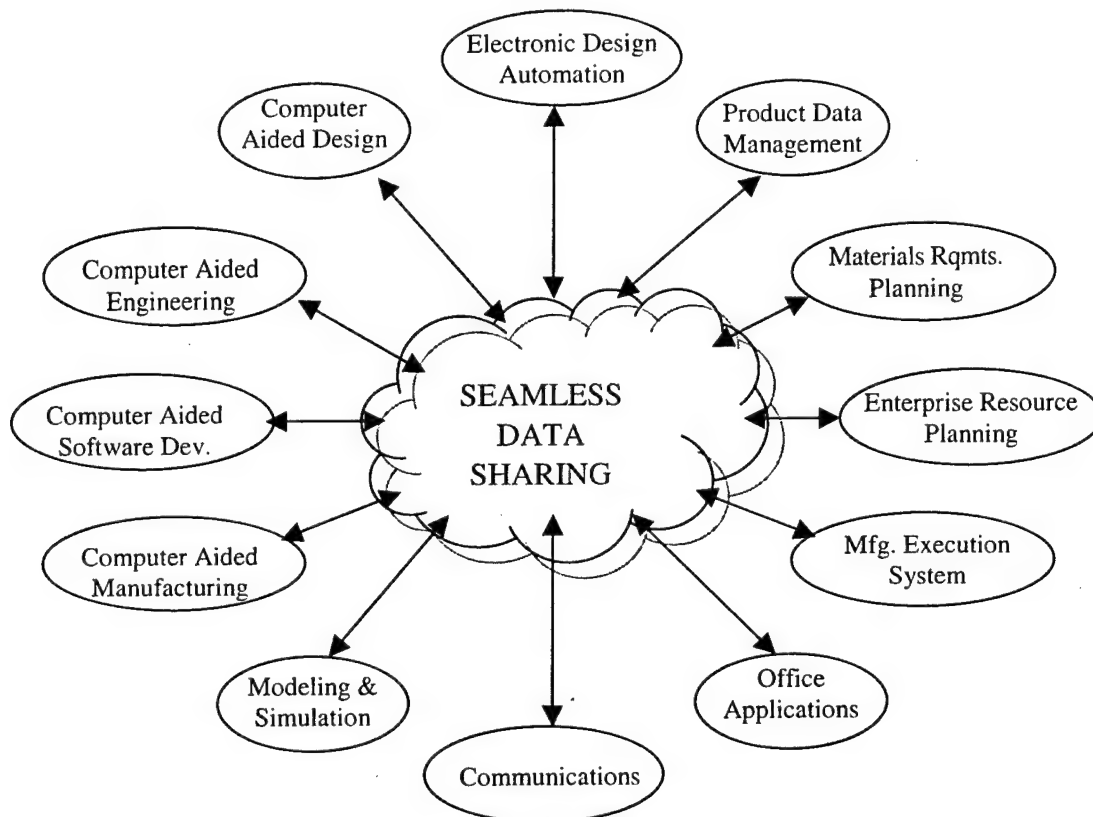 Electronic Design
Automation
Computer
Aided Design
Product Data
Management
Computer Aided
Engineering
Materials Rqmts.
Planning
SEAMLESS
DATA
SHARING
Computer Aided
Software Dev.
Enterprise Resource
Planning
Computer Aided
Manufacturing
Mfg. Execution
System
Modeling &
Simulation
Office
Applications
Communications